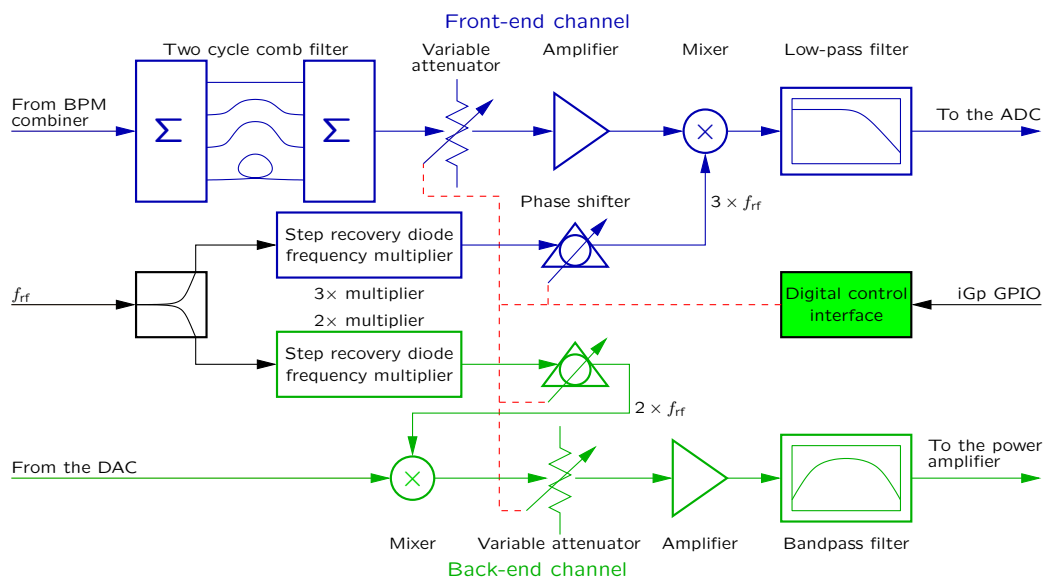 Front-end channel
Two cycle comb filter
Variable
attenuator
Amplifier
Mixer
Low-pass filter
From BPM
combiner
Σ
Σ
×
To the ADC
Phase shifter
3 × frf
Step recovery diode
frequency multiplier
3× multiplier
frf
Digital control
interface
iGp GPIO
2× multiplier
Step recovery diode
frequency multiplier
2 × frf
From the DAC
×
To the power
amplifier
Mixer
Variable attenuator
Amplifier
Bandpass filter
Back-end channel